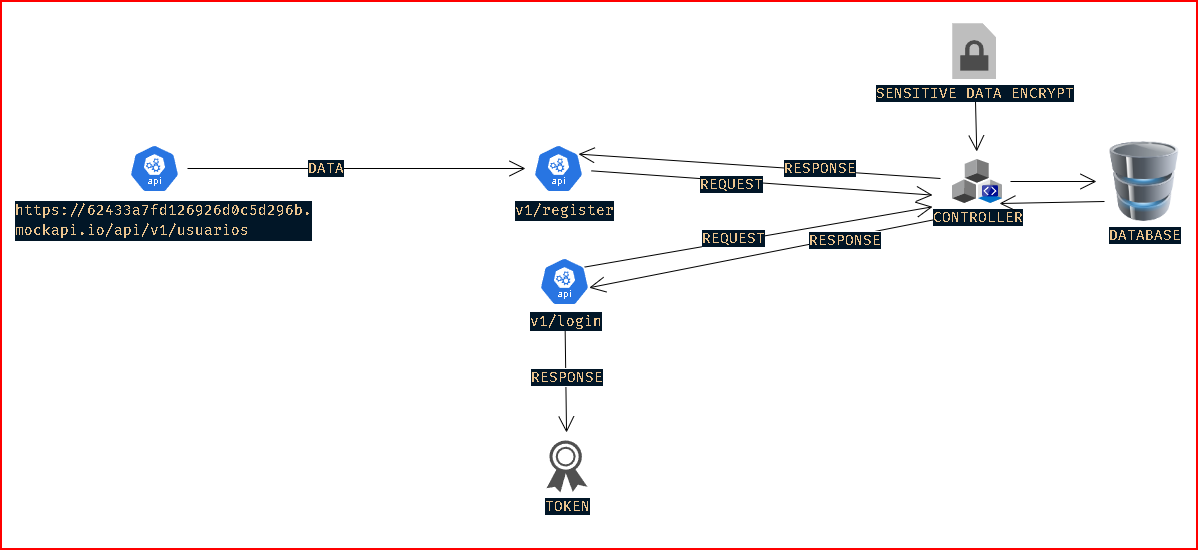 SENSITIVE DATA ENCRYPT
api
DATA
api
RESPONSE
REQUEST
https://62433a7fd126926d0c5d296b.
mockapi.io/api/v1/usuarios
v1/register
CONTROLLER
DATABASE
REQUEST
RESPONSE
api
v1/login
RESPONSE
TOKEN